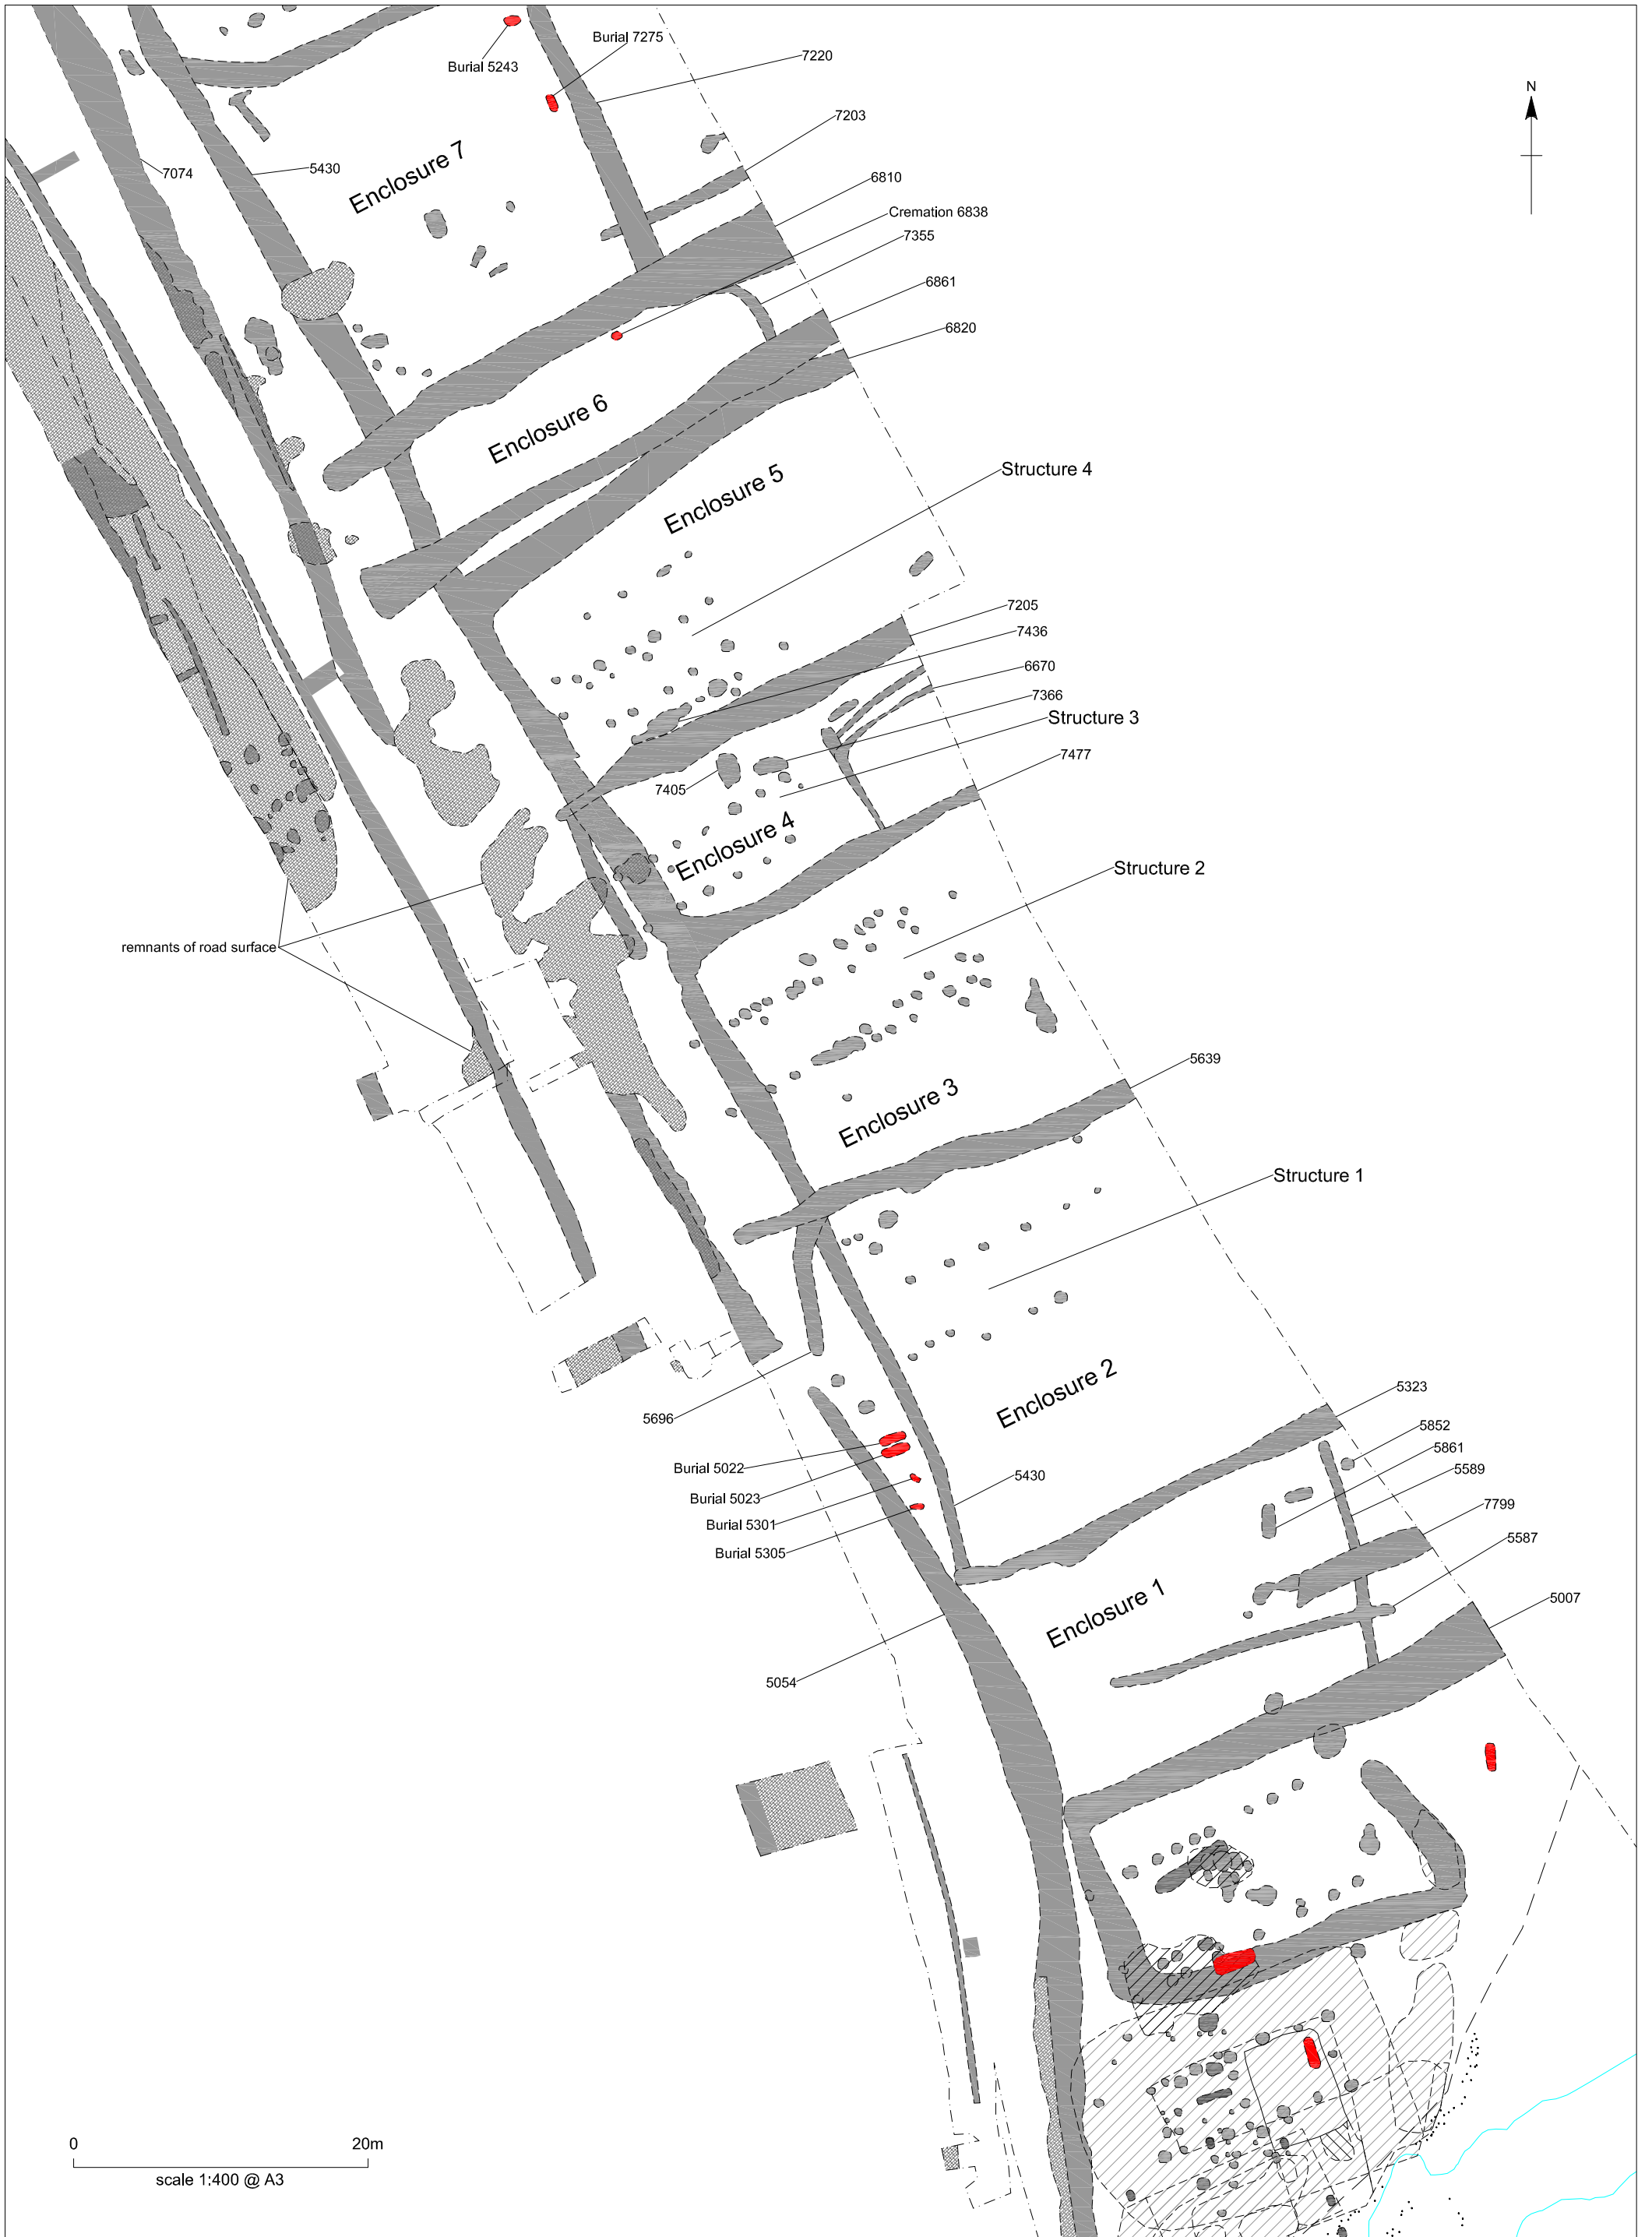 Burial 7275
Burial 5243
7220
N
7203
Enclosure 7
7074
5430
6810
Cremation 6838
7355
6861
6820
Enclosure 6
Enclosure 5
Structure 4
7205
7436
6670
7366
Structure 3
7477
7405
Enclosure 4
Structure 2
remnants of road surface
5639
Enclosure 3
Structure 1
Enclosure 2
5323
5696
5852
5861
Burial 5022
5589
5430
Burial 5023
7799
Burial 5301
5587
Burial 5305
Enclosure 1
5007
5054
0 20m
scale 1:400 @ A3